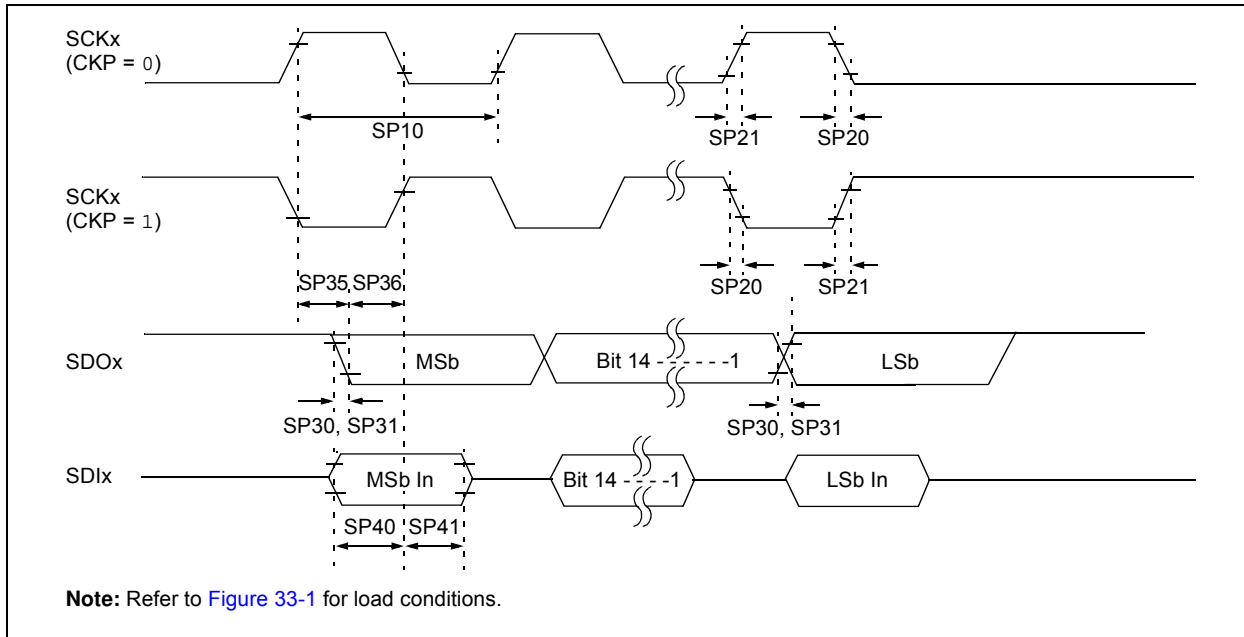 SCKx
(CKP = 0)
SP10
SP21
SP20
SCKx
(CKP = 1)
SP35
SP36
SP20
SP21
SDOx
MSb
Bit 14 - - - - - -1
LSb
SP30, SP31
SP30, SP31
SDIx
MSb In
Bit 14 - - - -1
LSb In
SP40
SP41
Note: Refer to Figure 33-1 for load conditions.